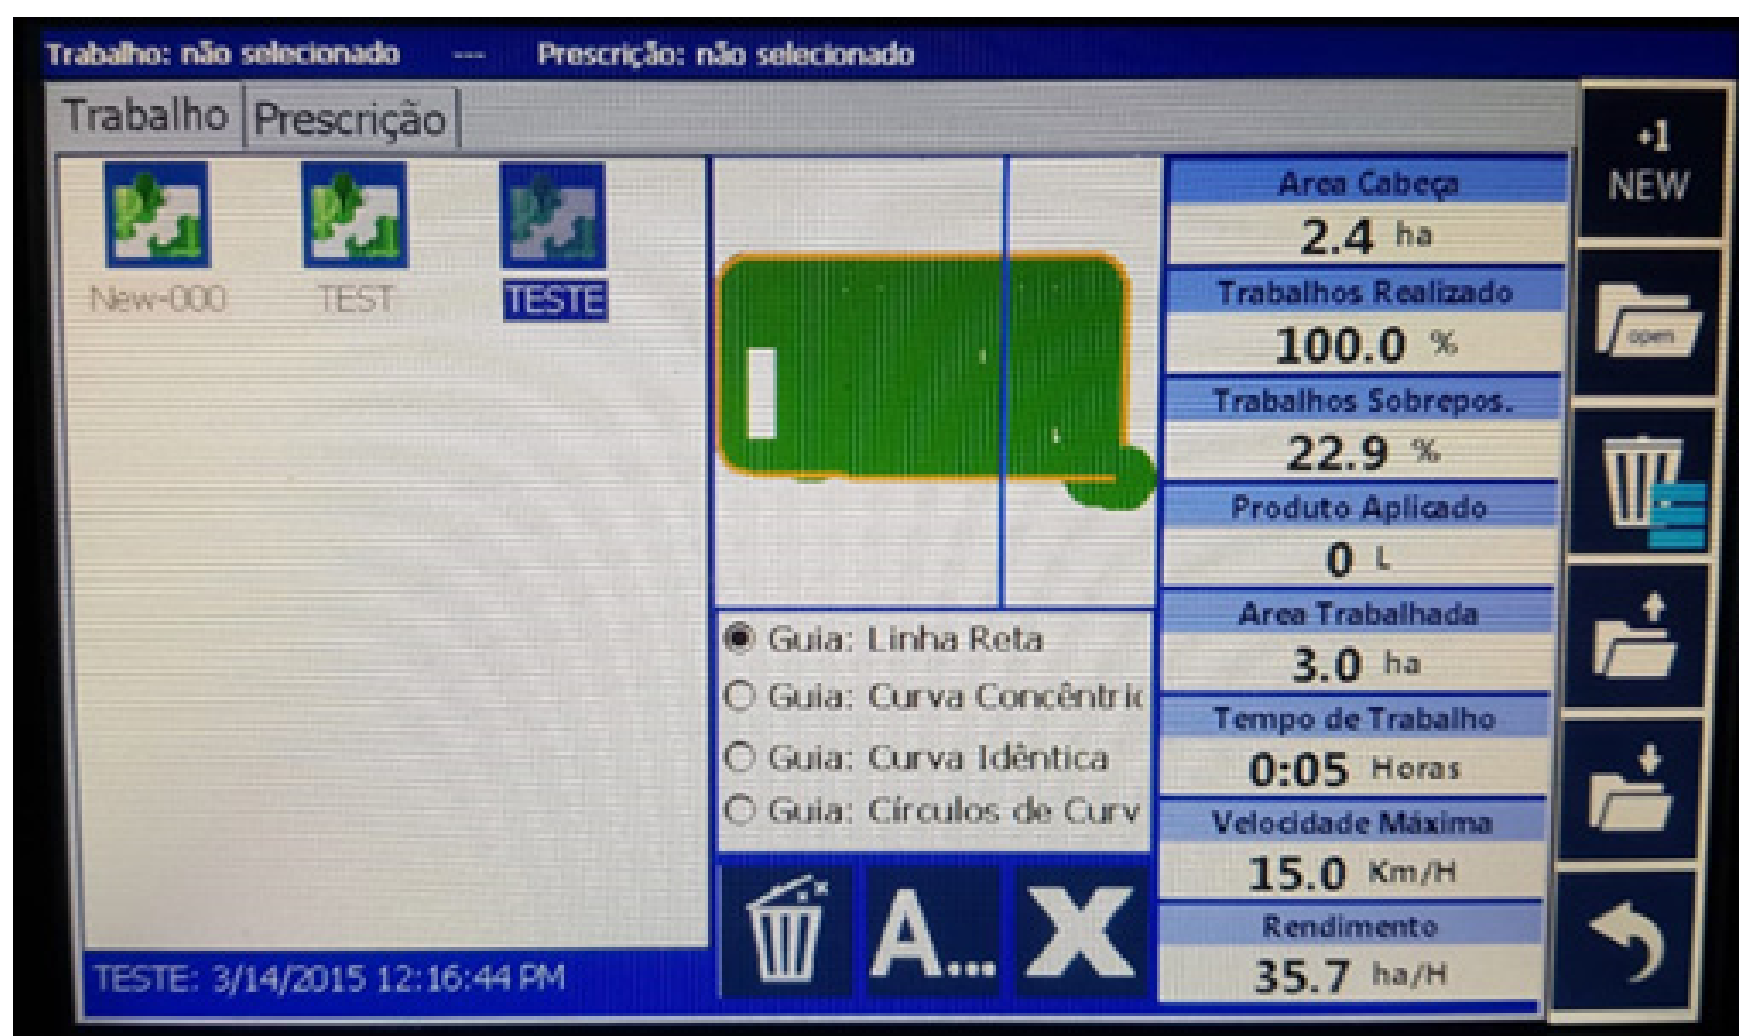 Trabalho: não selecionado --- Prescrição: não selecionado
Trabalho Prescrição
New-000 TEST TESTE
Guia: Linha Reta
Guia: Curva Concêntric
Guia: Curva Idêntica
Guia: Círculos de Curv
A...
TESTE: 3/14/2015 12:16:44 PM
Area Cabeça
2.4 ha
Trabalhos Realizado
100.0 %
Trabalhos Sobrepos.
22.9 %
Produto Aplicado
0 L
Area Trabalhada
3.0 ha
Tempo de Trabalho
0:05 Horas
Velocidade Máxima
15.0 Km/H
Rendimento
35.7 ha/H
+1
NEW
open